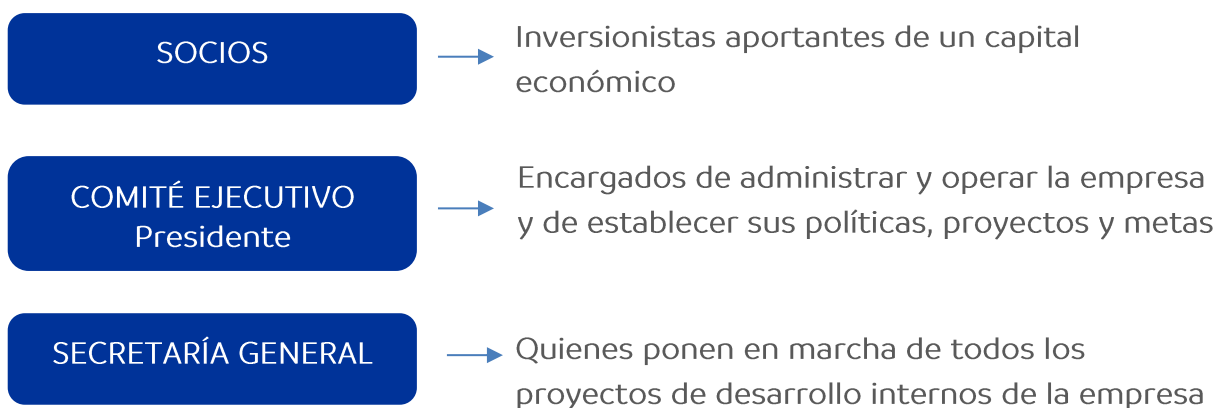 SOCIOS
Inversionistas aportantes de un capital
económico
COMITÉ EJECUTIVO
Presidente
Encargados de administrar y operar la empresa
y de establecer sus políticas, proyectos y metas
SECRETARÍA GENERAL
Quienes ponen en marcha de todos los
proyectos de desarrollo internos de la empresa